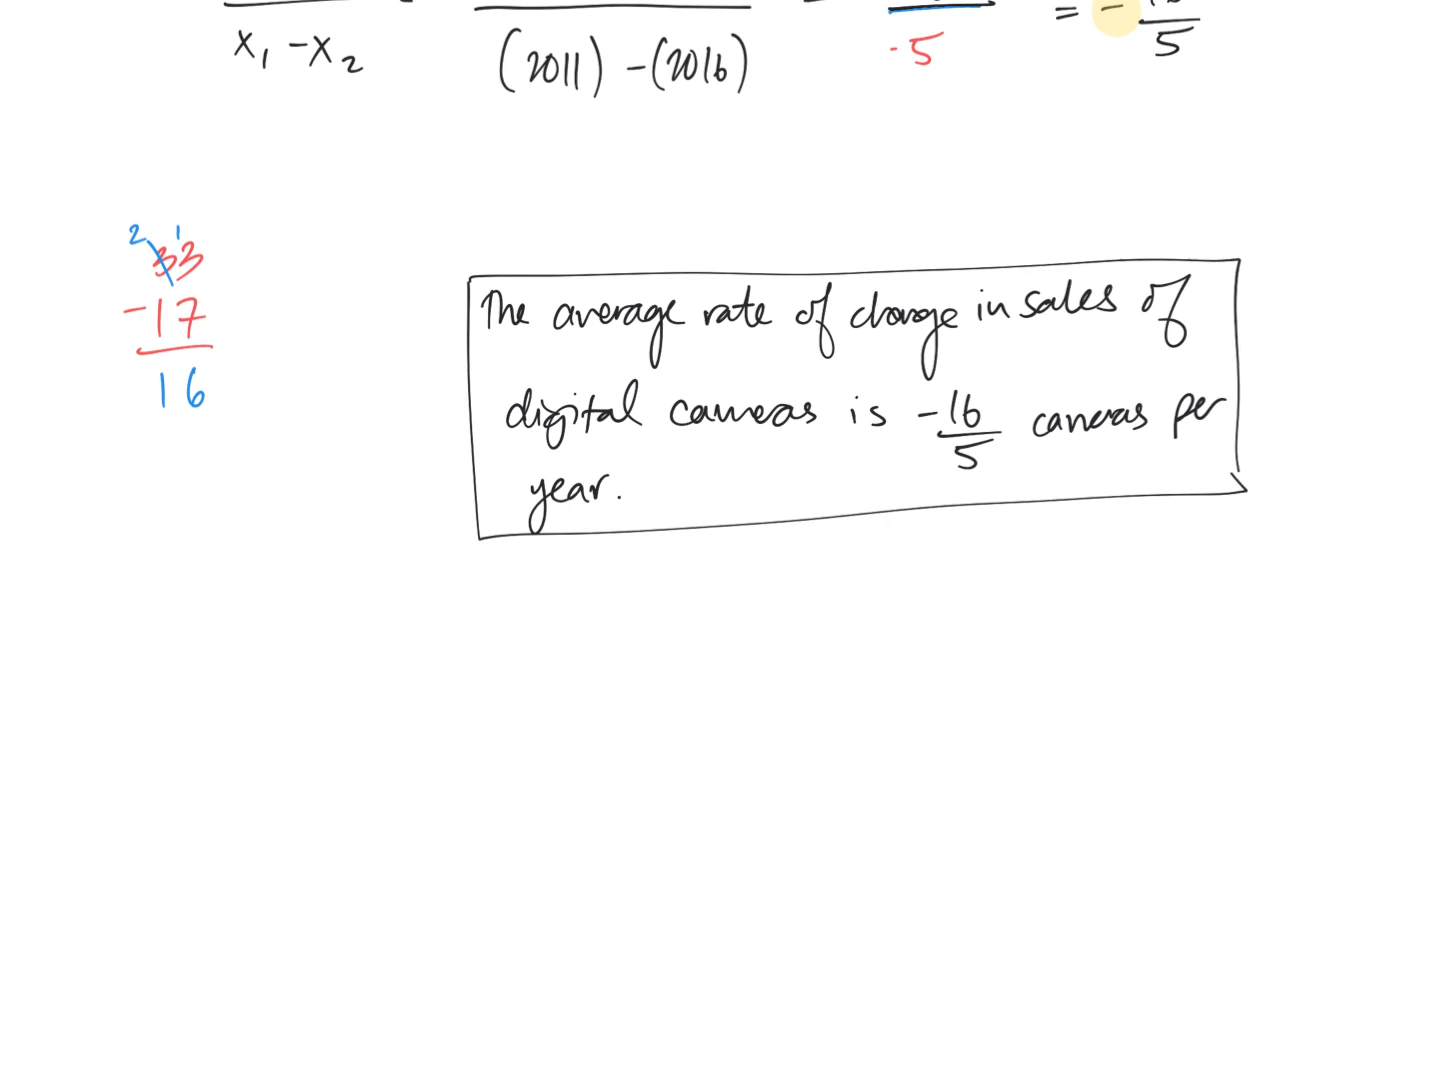 x₁ - x₂
(2011) - (2016)
-5
= - 
5
2 1
33
-17
16
The average rate of change in sales of
digital cameras is -16/5 cameras per
year.